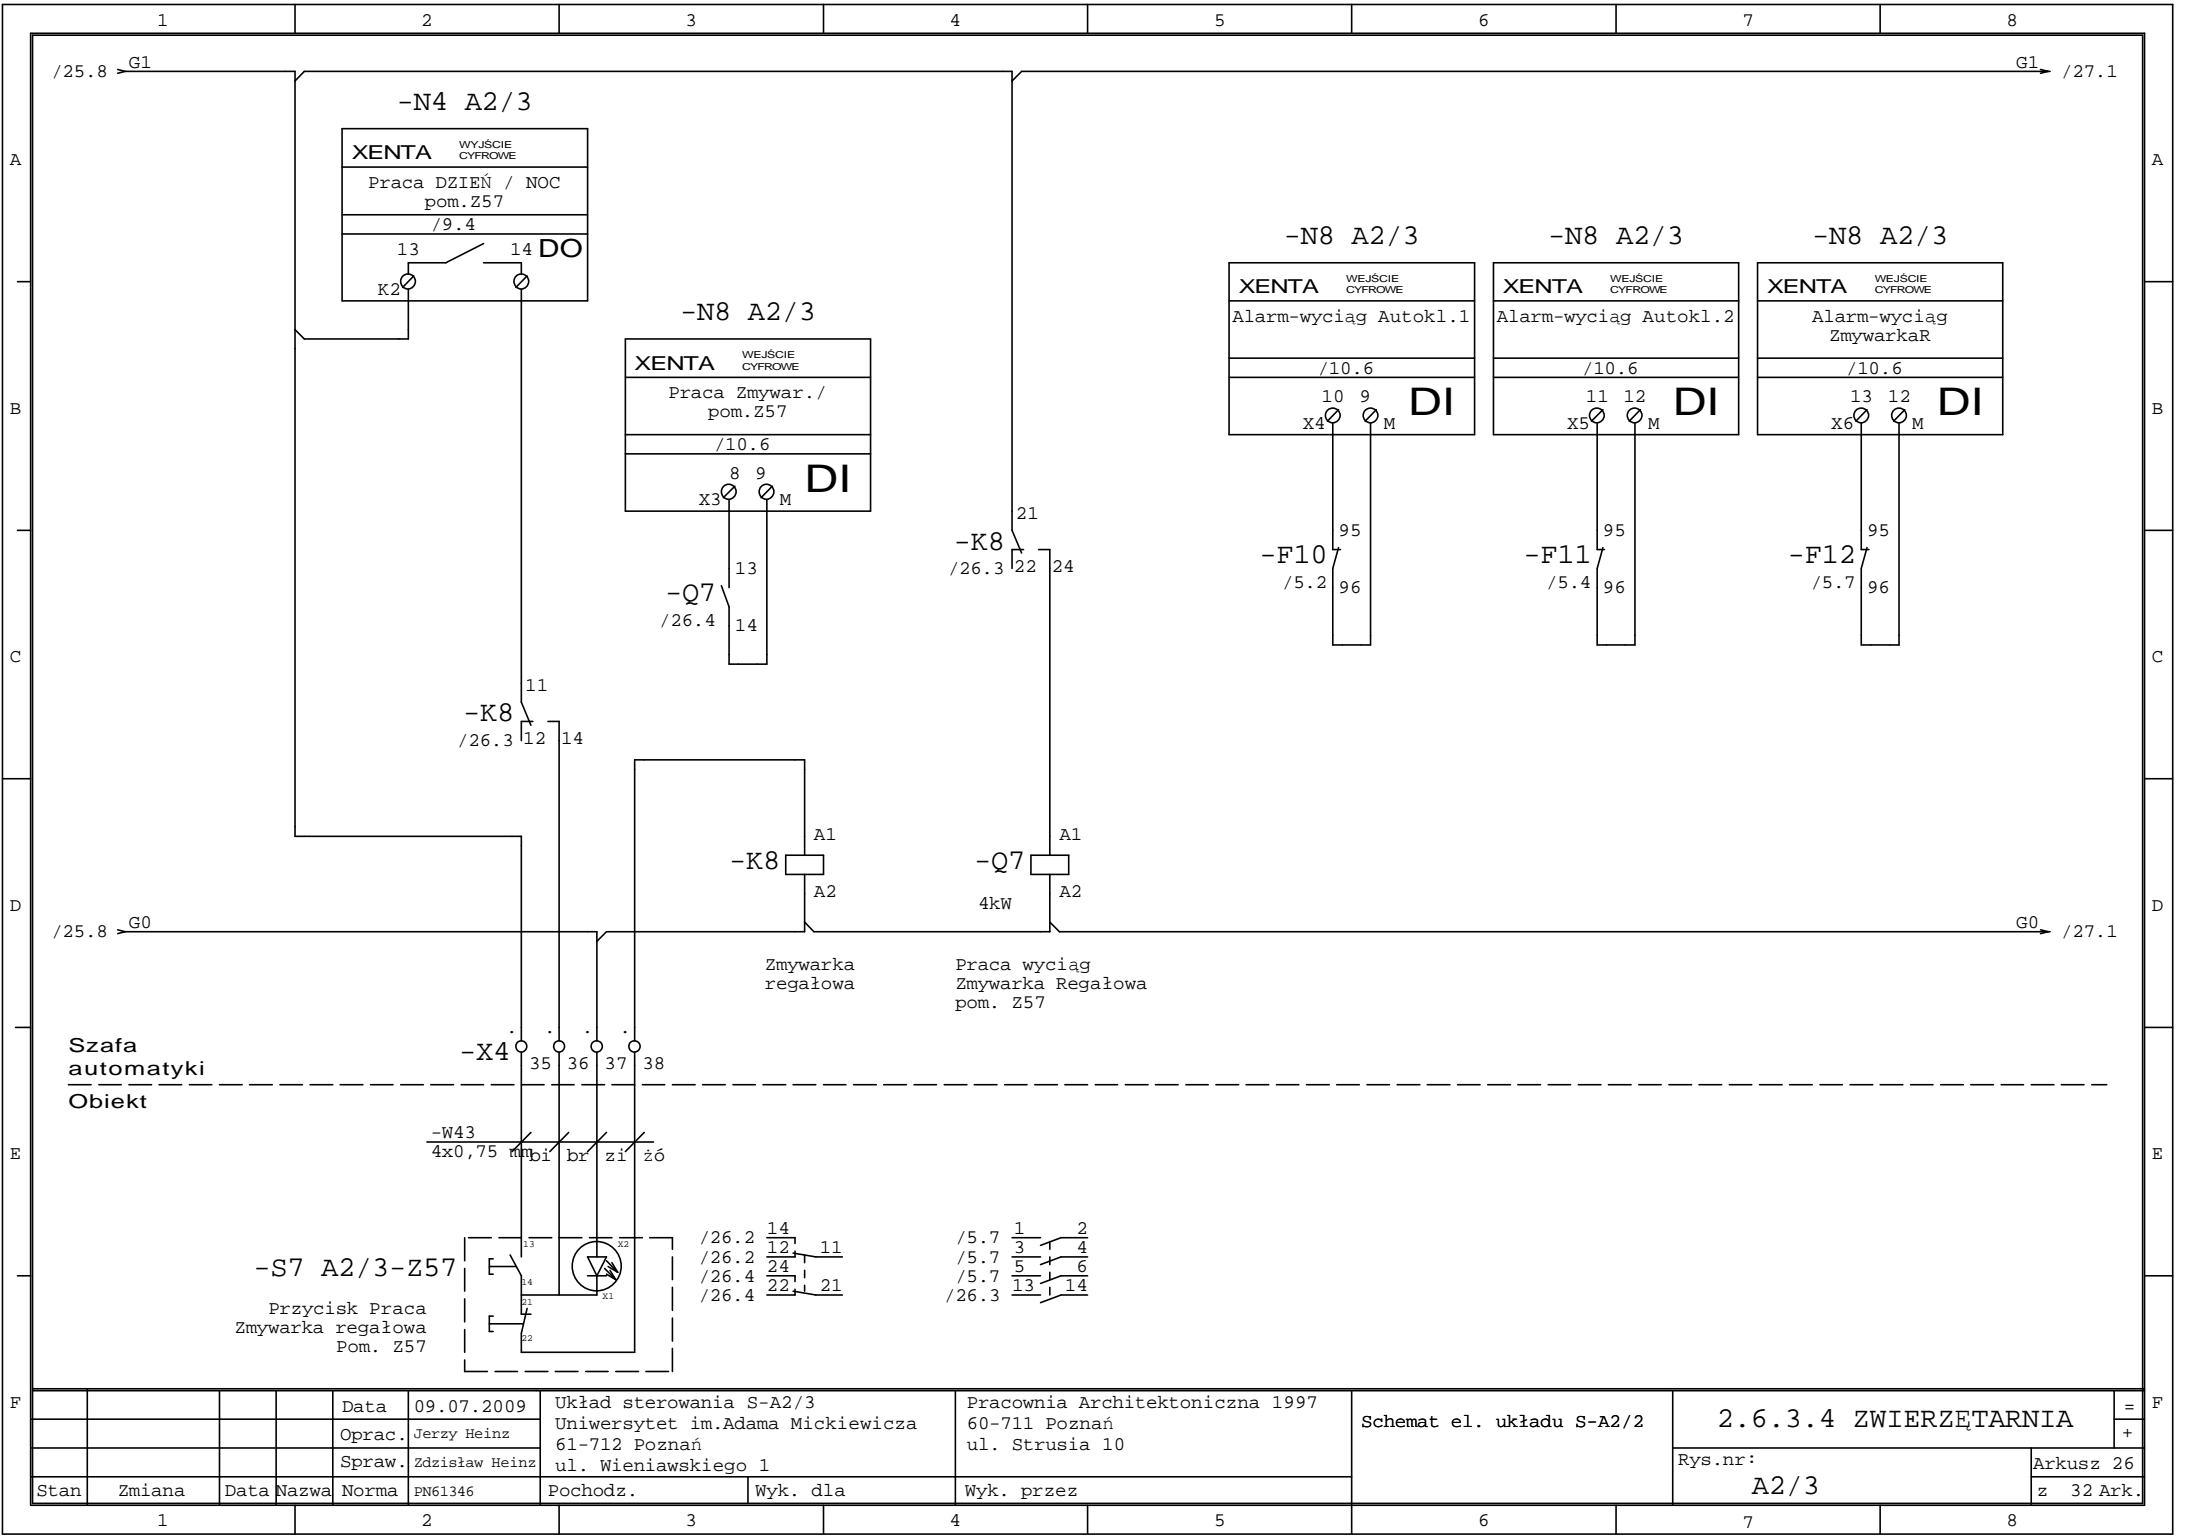 1 2 3 4 5 6 7 8
/25.8 G1
G1 /27.1
A A
-N4 A2/3
XENTA WYJŚCIE CYFROWE
Praca DZIEŃ / NOC
pom.Z57
/9.4
13 14 DO
K2
-N8 A2/3
XENTA WEJŚCIE CYFROWE
Praca Zmywar./
pom.Z57
/10.6
8 9 DI
X3 M
-N8 A2/3
XENTA WEJŚCIE CYFROWE
Alarm-wyciąg Autokl.1
/10.6
10 9 DI
X4 M
-N8 A2/3
XENTA WEJŚCIE CYFROWE
Alarm-wyciąg Autokl.2
/10.6
11 12 DI
X5 M
-N8 A2/3
XENTA WEJŚCIE CYFROWE
Alarm-wyciąg
ZmywarkaR
/10.6
13 12 DI
X6 M
B B
13
-Q7
/26.4
14
21
-K8
/26.3 22 24
95
-F10
/5.2 96
95
-F11
/5.4 96
95
-F12
/5.7 96
C C
11
-K8
/26.3 12 14
A1
-K8
A2
A1
-Q7
A2
4kW
D D
/25.8 G0
G0 /27.1
Zmywarka
regałowa
Praca wyciąg
Zmywarka Regałowa
pom. Z57
Szafa
automatyki
-X4 35 36 37 38
Obiekt
-W43
4x0,75 mm bi br zi żó
E E
-S7 A2/3-Z57
Przycisk Praca
Zmywarka regałowa
Pom. Z57
13
14
21
22
X2
X1
/26.2 14
/26.2 12 11
/26.4 24
/26.4 22 21
/5.7 1 2
/5.7 3 4
/5.7 5 6
/26.3 13 14
F F
Data 09.07.2009
Oprac. Jerzy Heinz
Spraw. Zdzisław Heinz
Stan Zmiana Data Nazwa Norma PN61346
Układ sterowania S-A2/3
Uniwersytet im.Adama Mickiewicza
61-712 Poznań
ul. Wieniawskiego 1
Pochodz. Wyk. dla
Pracownia Architektoniczna 1997
60-711 Poznań
ul. Strusia 10
Wyk. przez
Schemat el. układu S-A2/2
2.6.3.4 ZWIERZĘTARNIA
=
+
Rys.nr:
A2/3
Arkusz 26
z 32 Ark.
1 2 3 4 5 6 7 8